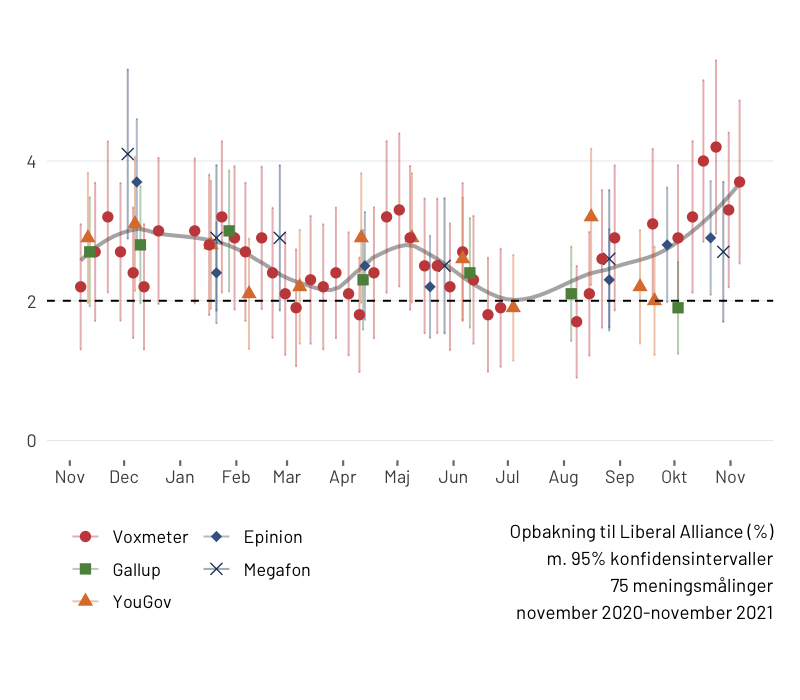 4
2
0
Nov Dec Jan Feb Mar Apr Maj Jun Jul Aug Sep Okt Nov
Voxmeter
Epinion
Gallup
Megafon
YouGov
Opbakning til Liberal Alliance (%)
m. 95% konfidensintervaller
75 meningsmålinger
november 2020-november 2021